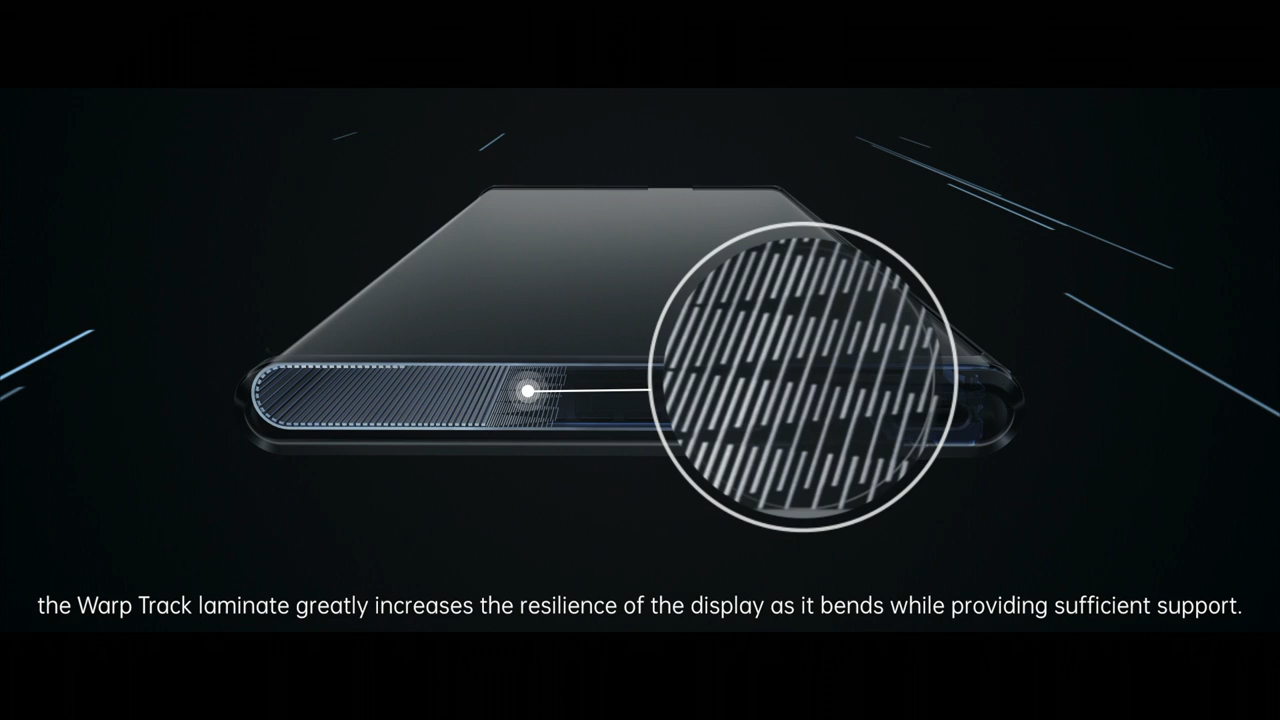 the Warp Track laminate greatly increases the resilience of the display as it bends while providing sufficient support.